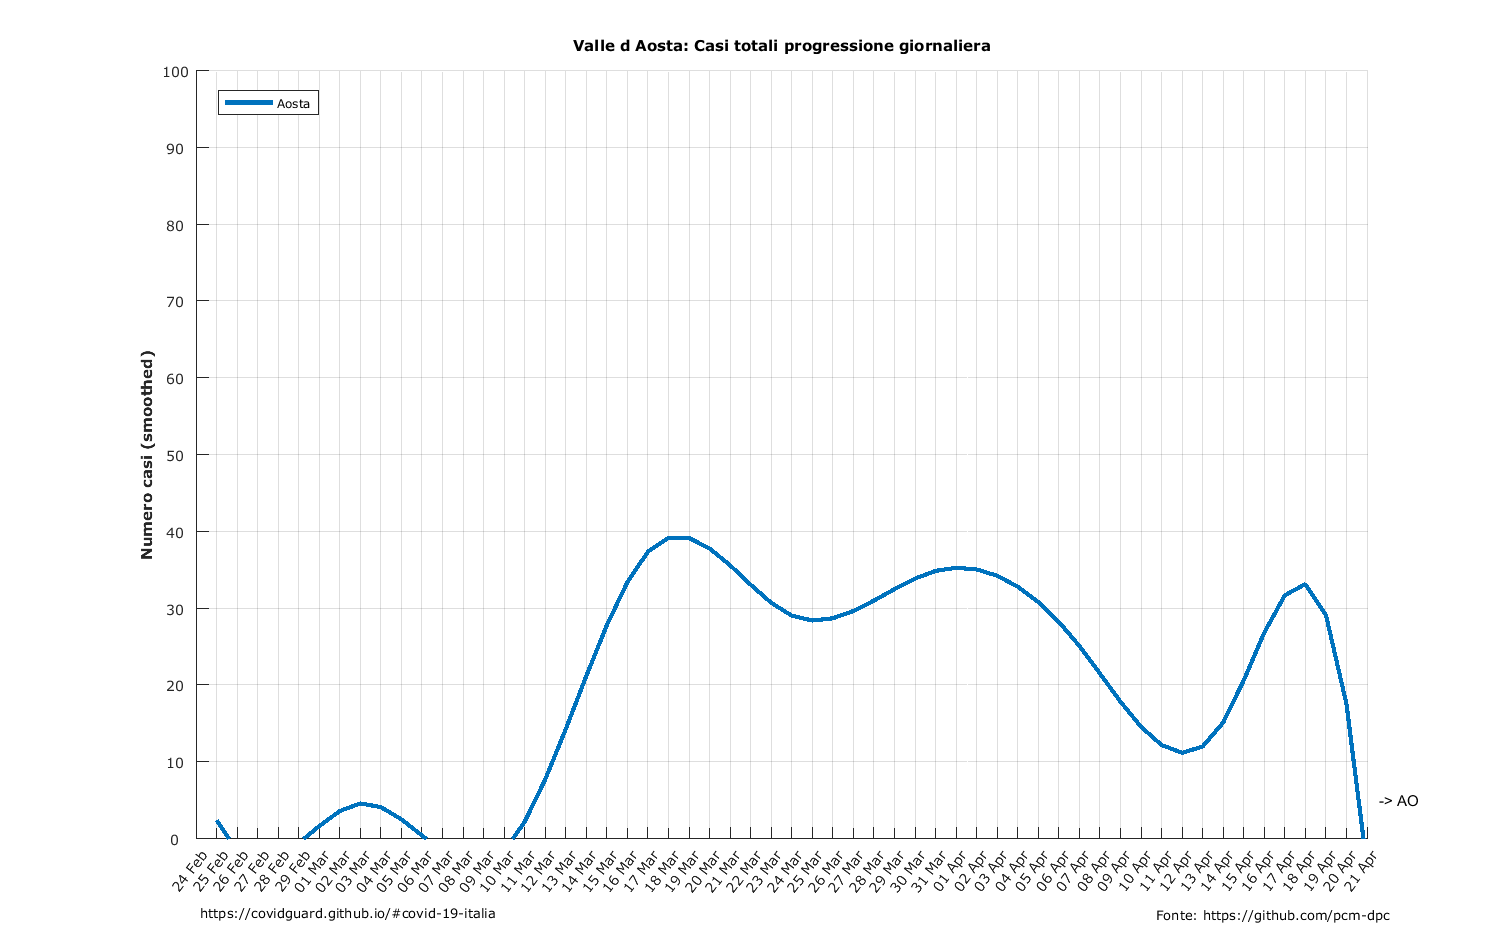 Valle d Aosta: Casi totali progressione giornaliera
Aosta
Numero casi (smoothed)
100
90
80
70
60
50
40
30
20
10
0
-> AO
24 Feb
25 Feb
26 Feb
27 Feb
28 Feb
29 Feb
01 Mar
02 Mar
03 Mar
04 Mar
05 Mar
06 Mar
07 Mar
08 Mar
09 Mar
10 Mar
11 Mar
12 Mar
13 Mar
14 Mar
15 Mar
16 Mar
17 Mar
18 Mar
19 Mar
20 Mar
21 Mar
22 Mar
23 Mar
24 Mar
25 Mar
26 Mar
27 Mar
28 Mar
29 Mar
30 Mar
31 Mar
01 Apr
02 Apr
03 Apr
04 Apr
05 Apr
06 Apr
07 Apr
08 Apr
09 Apr
10 Apr
11 Apr
12 Apr
13 Apr
14 Apr
15 Apr
16 Apr
17 Apr
18 Apr
19 Apr
20 Apr
21 Apr
https://covidguard.github.io/#covid-19-italia
Fonte: https://github.com/pcm-dpc